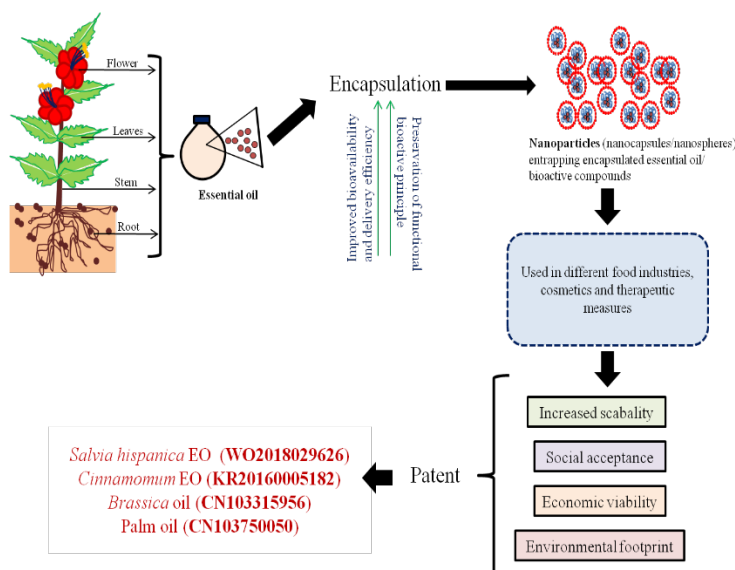 Flower
Leaves
Stem
Root
Essential oil
Encapsulation
Improved bioavailability
and delivery efficiency
Preservation of functional
bioactive principle
Nanoparticles (nanocapsules/nanospheres)
entrapping encapsulated essential oil/
bioactive compounds
Used in different food industries,
cosmetics and therapeutic
measures
Increased scabality
Social acceptance
Economic viability
Environmental footprint
Patent
Salvia hispanica EO (WO2018029626)
Cinnamomum EO (KR20160005182)
Brassica oil (CN103315956)
Palm oil (CN103750050)